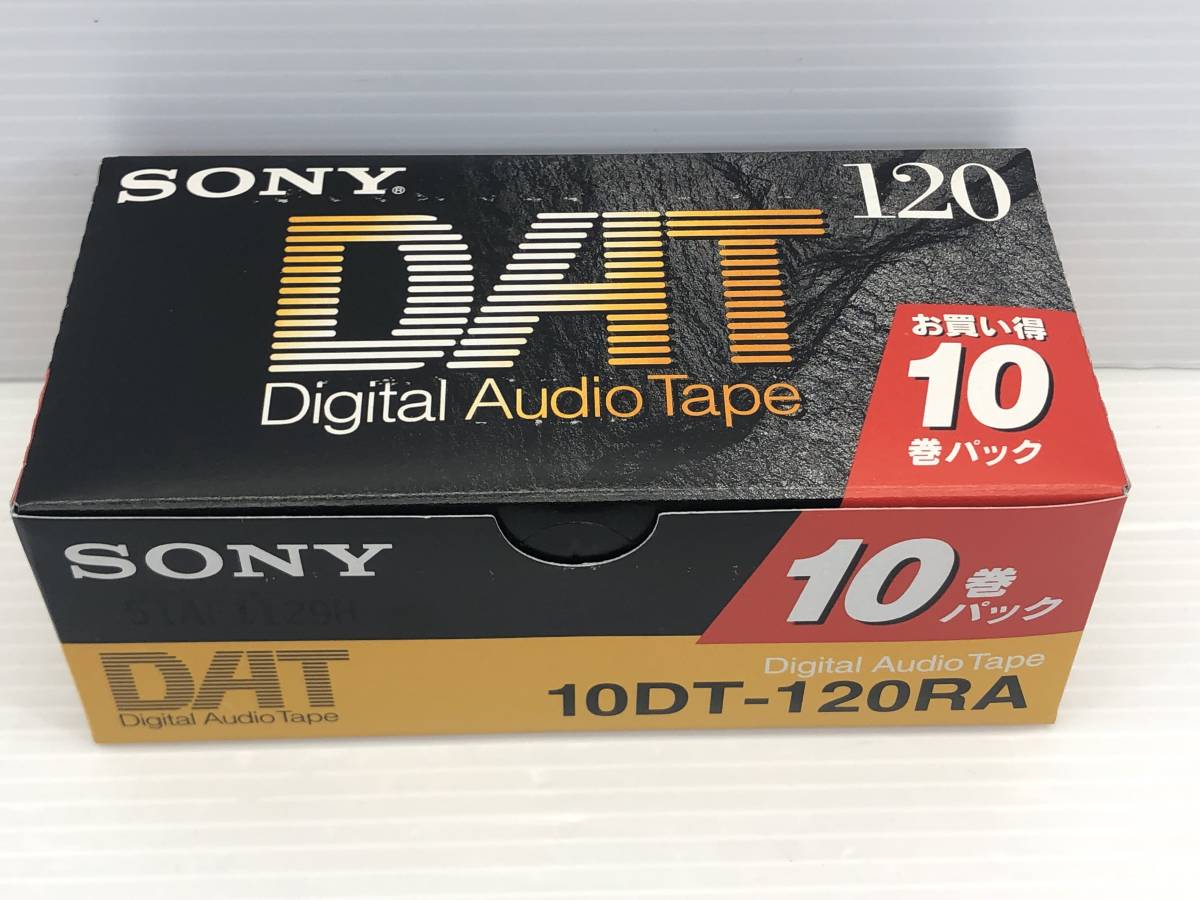 SONY®
120
DAT
Digital Audio Tape
お買い得
10
巻パック
SONY
10巻
パック
DAT
Digital Audio Tape
Digital Audio Tape
10DT-120RA